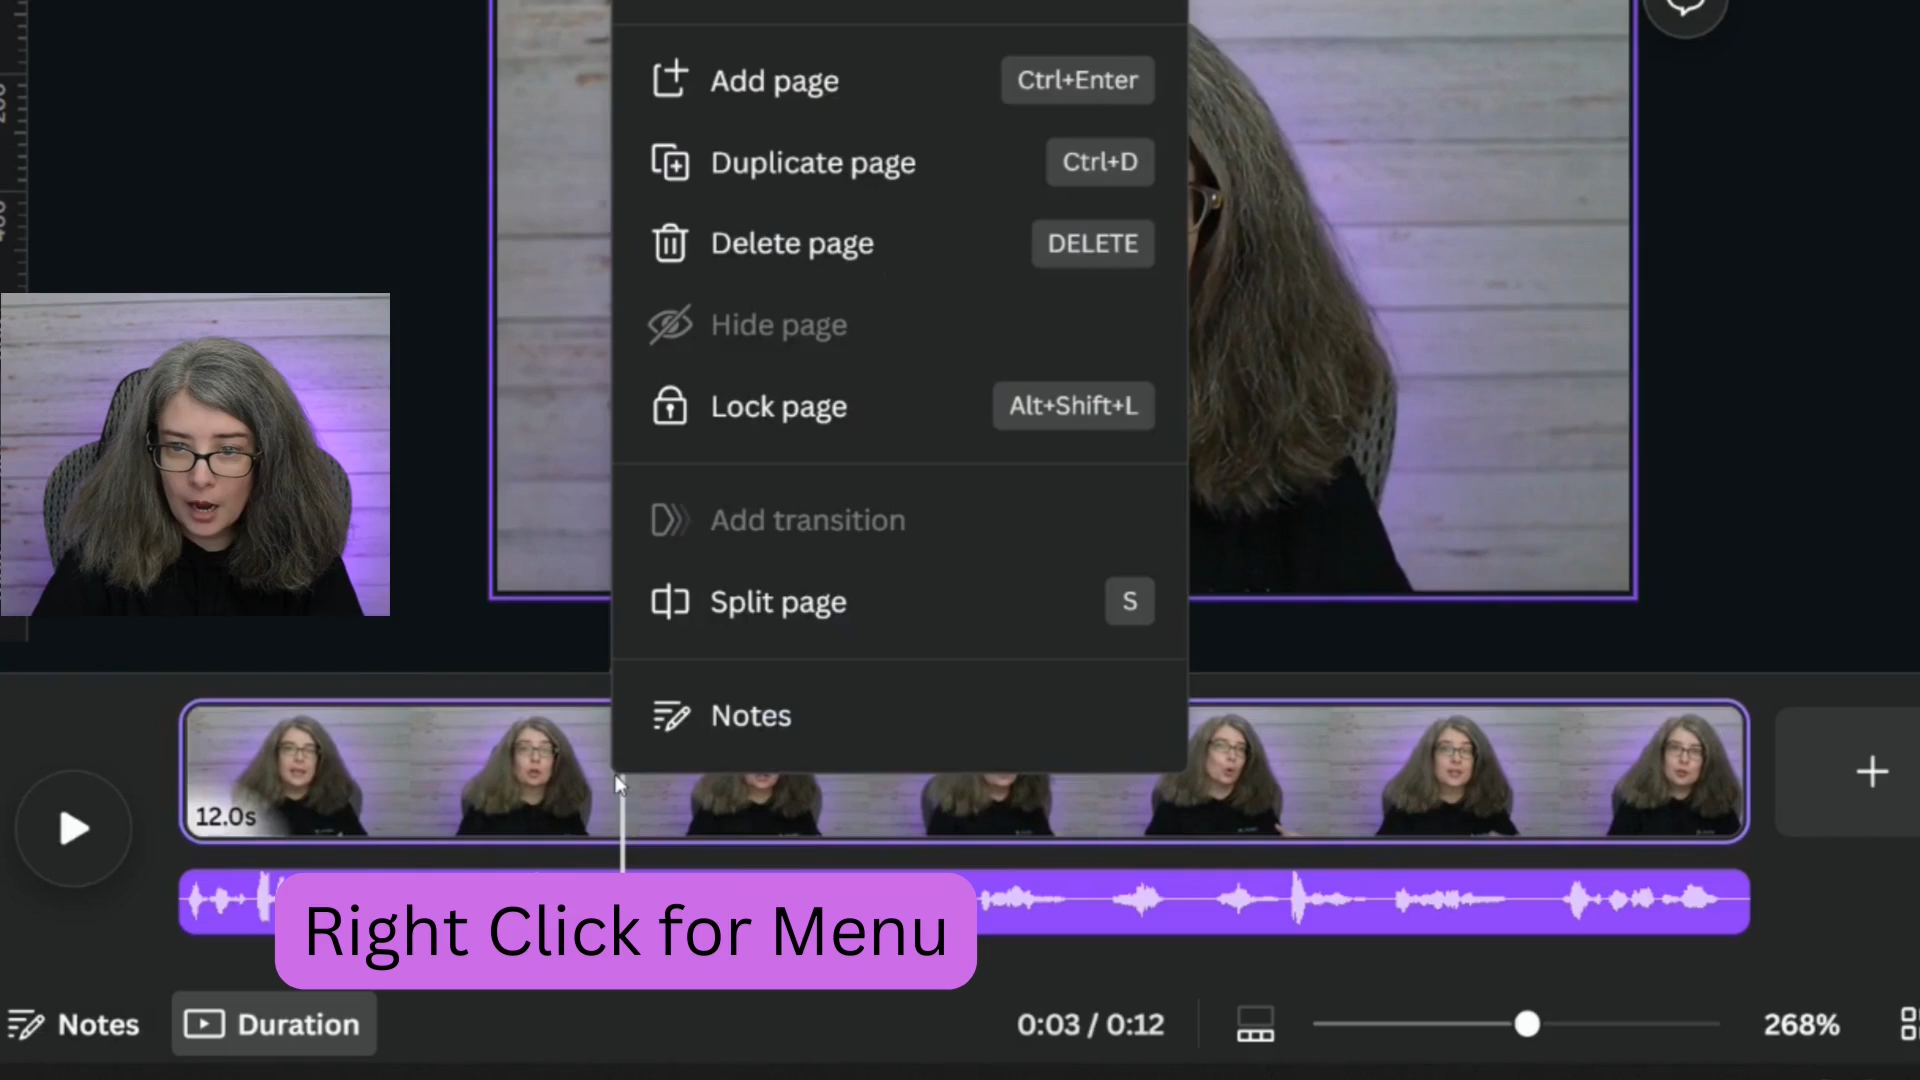 Add page Ctrl+Enter
Duplicate page Ctrl+D
Delete page DELETE
Hide page
Lock page Alt+Shift+L
Add transition
Split page S
Notes
12.0s
Right Click for Menu
Notes Duration 0:03 / 0:12 268%